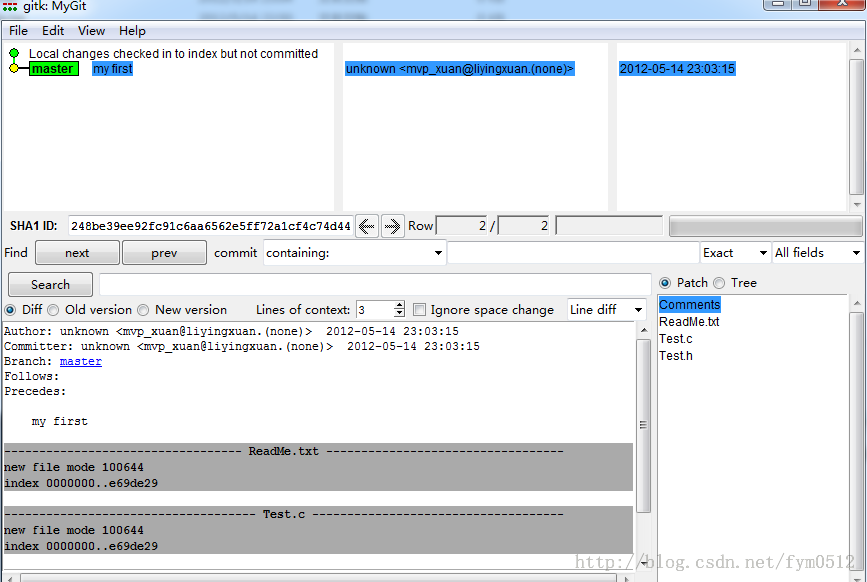 gitk: MyGit
File Edit View Help
Local changes checked in to index but not committed
master my first unknown <mvp_xuan@liyingxuan.(none)> 2012-05-14 23:03:15
SHA1 ID: 248be39ee92fc91c6aa6562e5ff72a1cf4c74d44 Row 2 / 2
Find next prev commit containing: Exact All fields
Search
Patch Tree
Diff Old version New version Lines of context: 3 Ignore space change Line diff
Comments
ReadMe.txt
Test.c
Test.h
Author: unknown <mvp_xuan@liyingxuan.(none)> 2012-05-14 23:03:15
Committer: unknown <mvp_xuan@liyingxuan.(none)> 2012-05-14 23:03:15
Branch: master
Follows:
Precedes:
my first
---------------------------------- ReadMe.txt ----------------------------------
new file mode 100644
index 0000000..e69de29
------------------------------------ Test.c ------------------------------------
new file mode 100644
index 0000000..e69de29
http://blog.csdn.net/fym0512